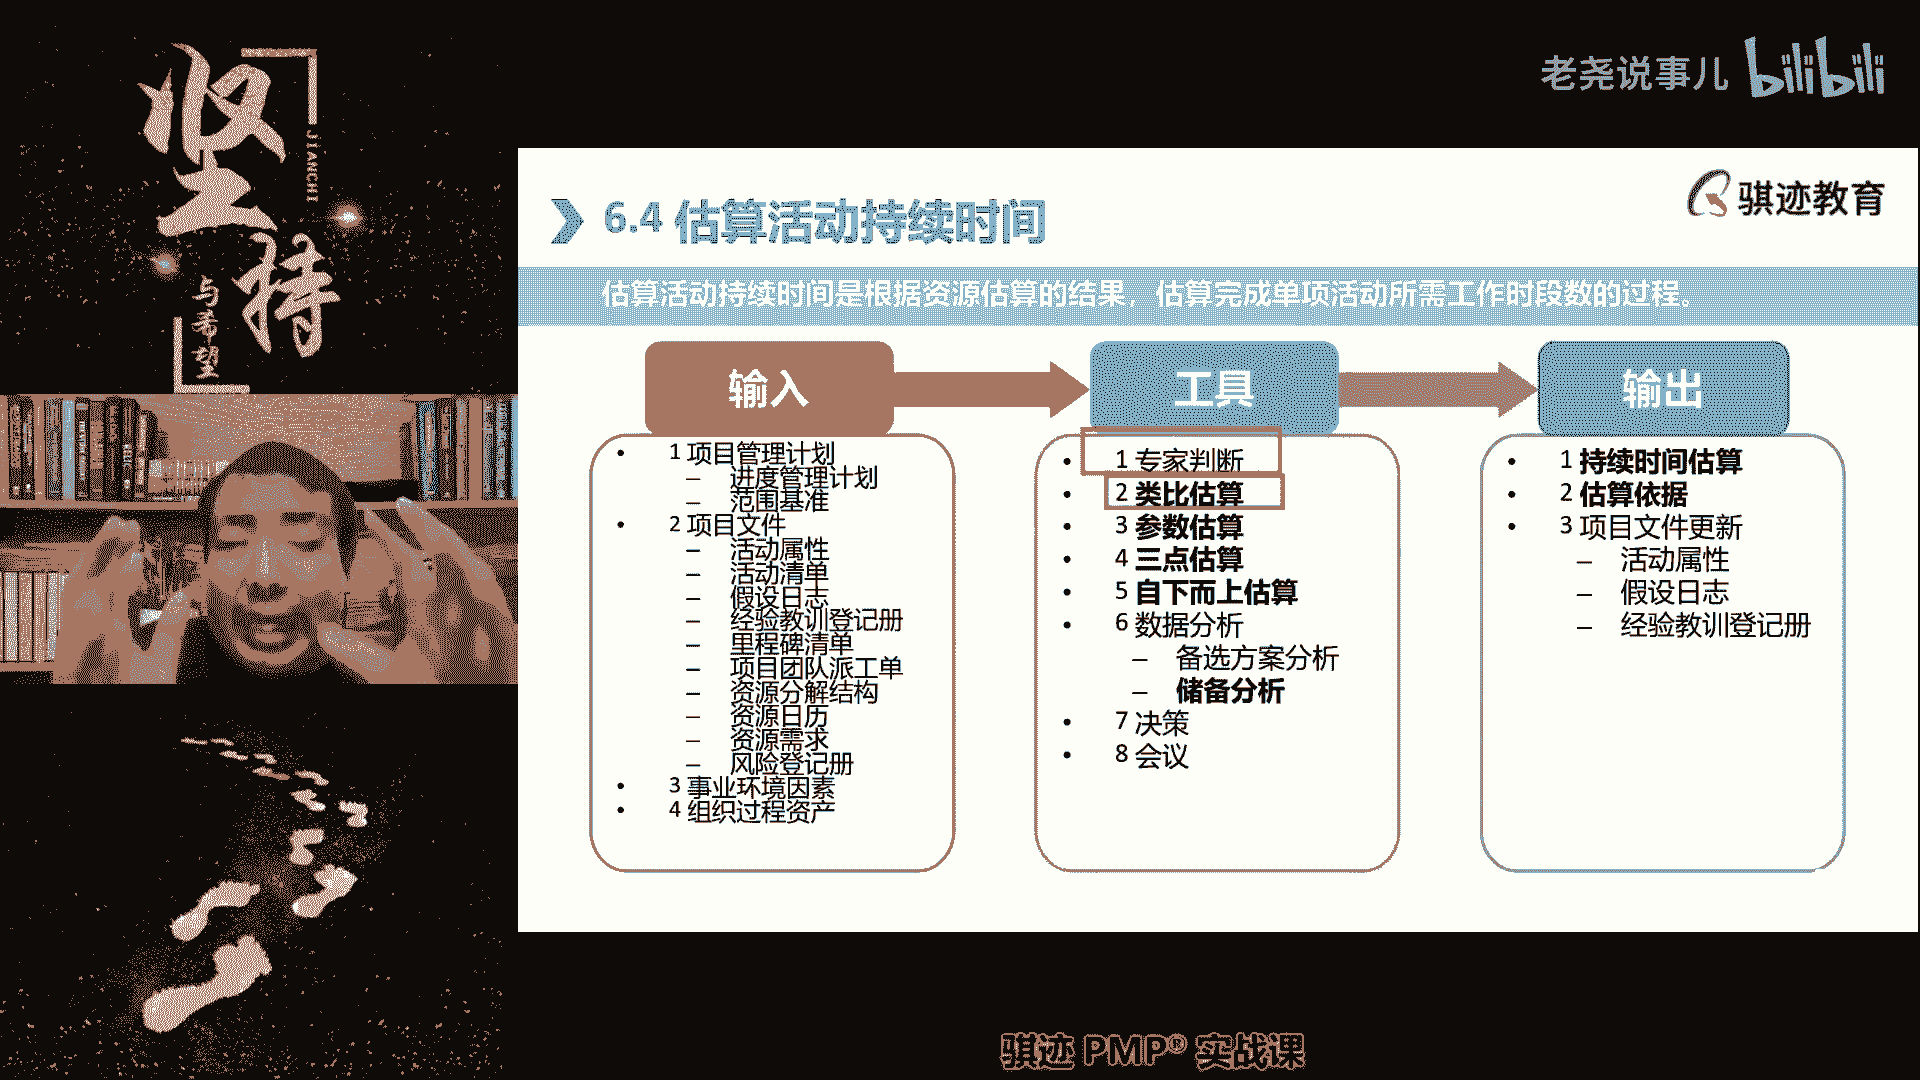 坚持
JIANCHI
与希望
老尧说事儿 bilibili
骐迹教育
6.4 估算活动持续时间
估算活动持续时间是根据资源估算的结果，估算完成单项活动所需工作时段数的过程。
输入
• 1 项目管理计划
– 进度管理计划
– 范围基准
• 2 项目文件
– 活动属性
– 活动清单
– 假设日志
– 经验教训登记册
– 里程碑清单
– 项目团队派工单
– 资源分解结构
– 资源日历
– 资源需求
– 风险登记册
• 3 事业环境因素
• 4 组织过程资产
工具
• 1 专家判断
• 2 类比估算
• 3 参数估算
• 4 三点估算
• 5 自下而上估算
• 6 数据分析
– 备选方案分析
– 储备分析
• 7 决策
• 8 会议
输出
• 1 持续时间估算
• 2 估算依据
• 3 项目文件更新
– 活动属性
– 假设日志
– 经验教训登记册
骐迹 PMP® 实战课